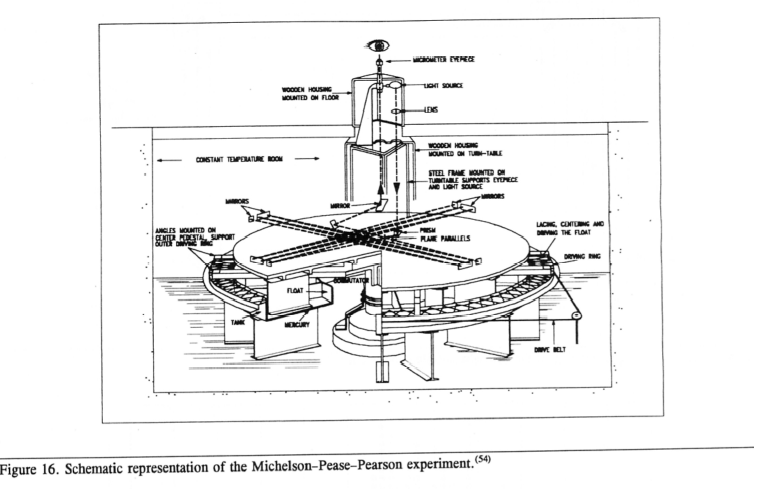 MICROMETER EYEPIECE
WOODEN HOUSING
MOUNTED ON FLOOR
LIGHT SOURCE
LENS
WOODEN HOUSING
MOUNTED ON TURN-TABLE
CONSTANT TEMPERATURE ROOM
STEEL FRAME MOUNTED ON
TURNTABLE SUPPORTS EYEPIECE
AND LIGHT SOURCE
MIRRORS
MIRROR
MIRRORS
ANGLES MOUNTED ON
CENTER PEDESTAL, SUPPORT
OUTER DRIVING RING
PRISM
PLANE PARALLELS
LACING, CENTERING AND
DRIVING THE FLOAT
DRIVING RING
COMMUTATOR
FLOAT
TANK
MERCURY
DRIVE BELT
Figure 16. Schematic representation of the Michelson–Pease–Pearson experiment.(54)